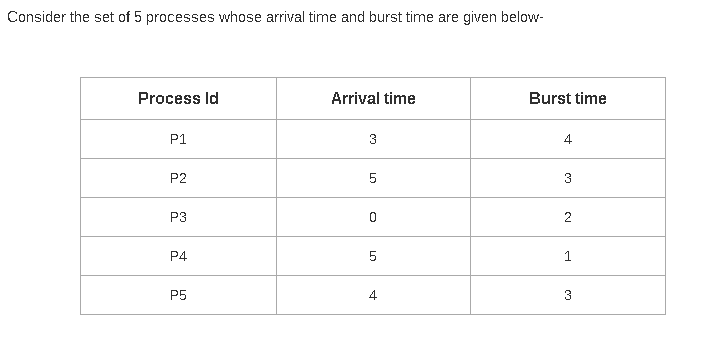 Consider the set of 5 processes whose arrival time and burst time are given below-
Process Id Arrival time Burst time
P1 3 4
P2 5 3
P3 0 2
P4 5 1
P5 4 3